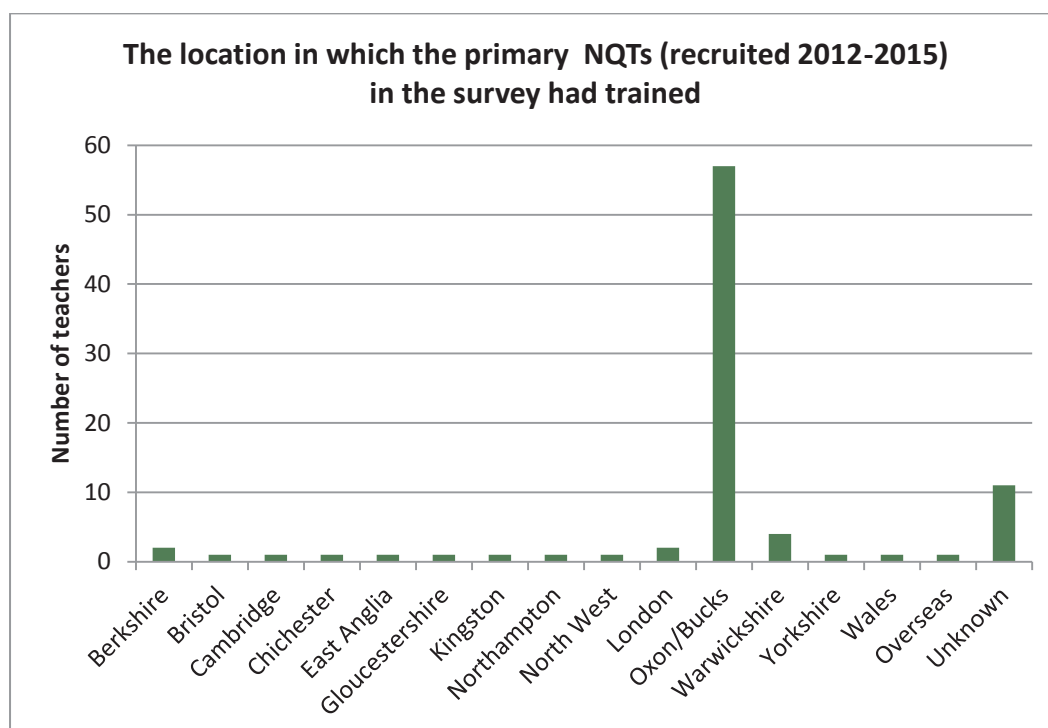 The location in which the primary  NQTs (recruited 2012-2015)
in the survey had trained
Number of teachers
60
50
40
30
20
10
0
Berkshire
Bristol
Cambridge
Chichester
East Anglia
Gloucestershire
Kingston
Northampton
North West
London
Oxon/Bucks
Warwickshire
Yorkshire
Wales
Overseas
Unknown